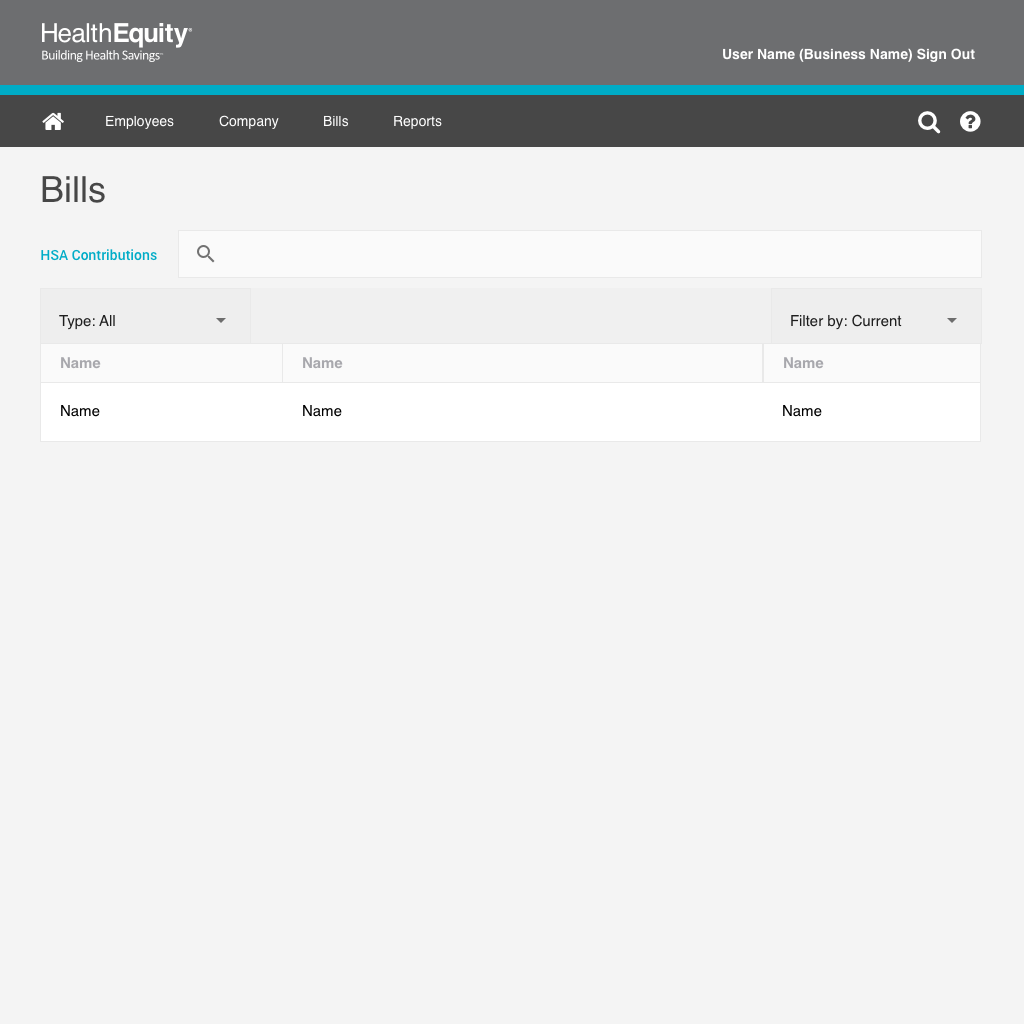 HealthEquity®
Building Health Savings™
User Name (Business Name) Sign Out
Employees Company Bills Reports
Bills
HSA Contributions
Type: All Filter by: Current
Name Name Name
Name Name Name